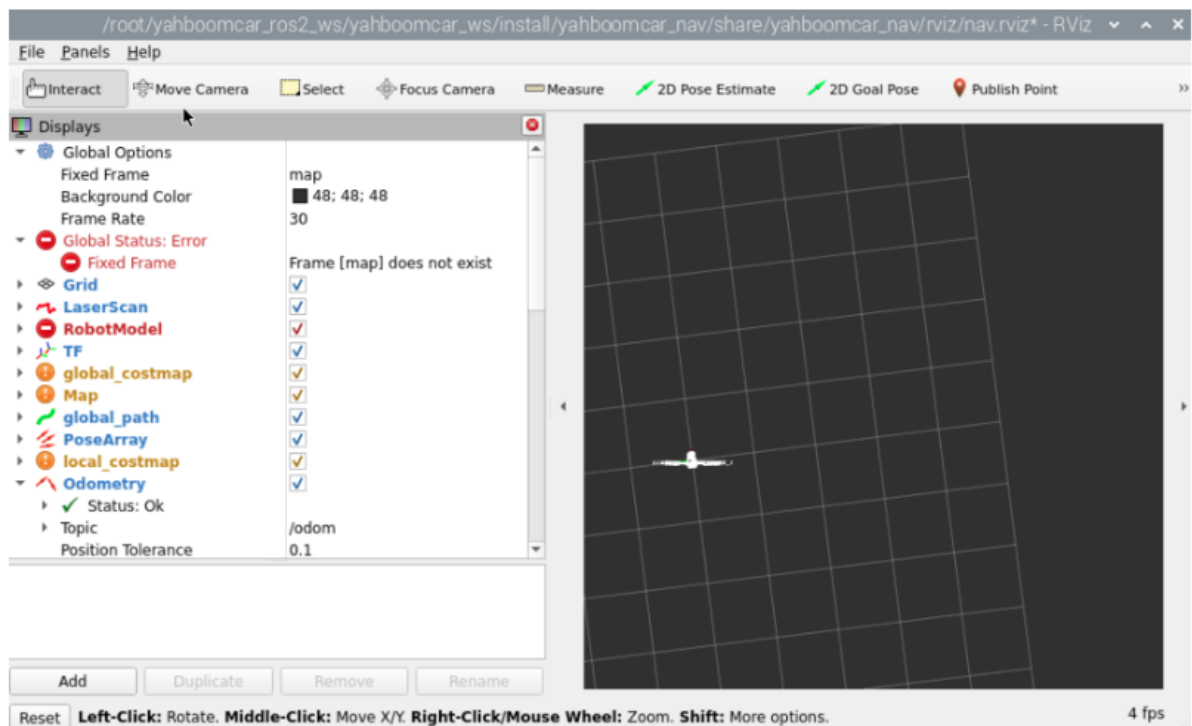 /root/yahboomcar_ros2_ws/yahboomcar_ws/install/yahboomcar_nav/share/yahboomcar_nav/rviz/nav.rviz* - RViz
File Panels Help
Interact Move Camera Select Focus Camera Measure 2D Pose Estimate 2D Goal Pose Publish Point
Displays
Global Options
Fixed Frame map
Background Color 48; 48; 48
Frame Rate 30
Global Status: Error
Fixed Frame Frame [map] does not exist
Grid
LaserScan
RobotModel
TF
global_costmap
Map
global_path
PoseArray
local_costmap
Odometry
Status: Ok
Topic /odom
Position Tolerance 0.1
Add Duplicate Remove Rename
Reset Left-Click: Rotate. Middle-Click: Move X/Y. Right-Click/Mouse Wheel: Zoom. Shift: More options. 4 fps